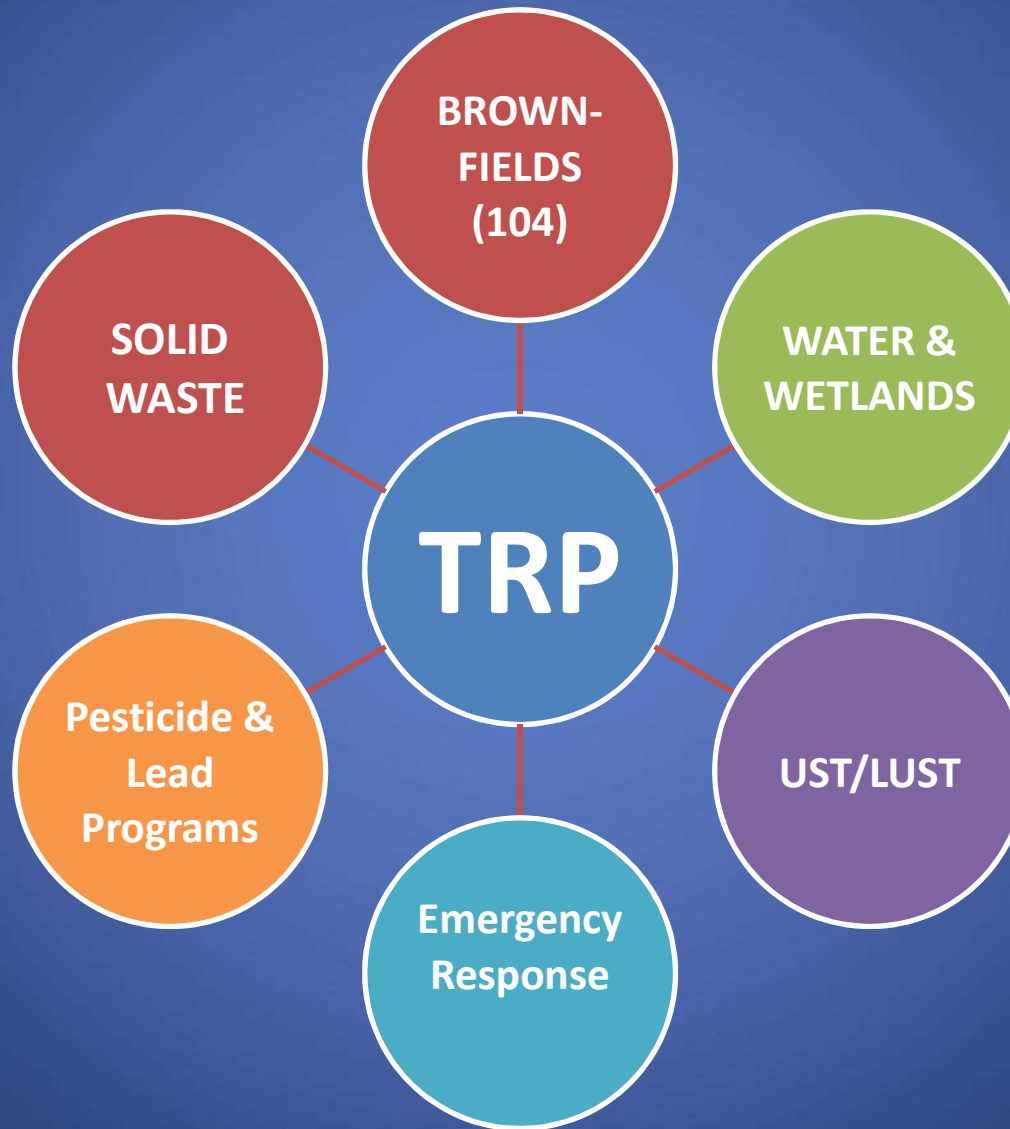 BROWN-
FIELDS
(104)
SOLID
WASTE
WATER &
WETLANDS
TRP
Pesticide &
Lead
Programs
UST/LUST
Emergency
Response